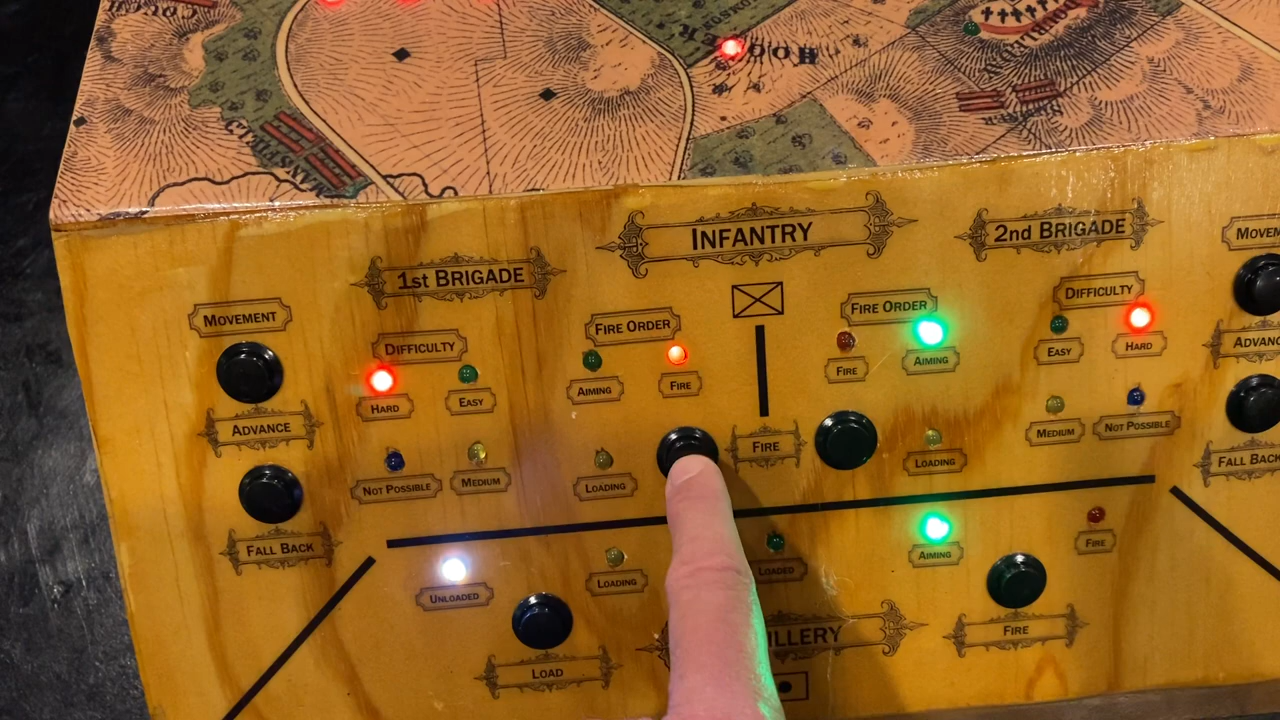 HOOKER
INFANTRY
1st BRIGADE
2nd BRIGADE
MOVEMENT
FIRE ORDER
FIRE ORDER
DIFFICULTY
MOVEM
DIFFICULTY
HARD
EASY
AIMING
FIRE
FIRE
AIMING
EASY
HARD
ADVANCE
ADVANC
NOT POSSIBLE
MEDIUM
LOADING
FIRE
LOADING
MEDIUM
NOT POSSIBLE
FALL BACK
FALL BACK
UNLOADED
LOADING
LOADED
AIMING
FIRE
LOAD
ILLERY
FIRE